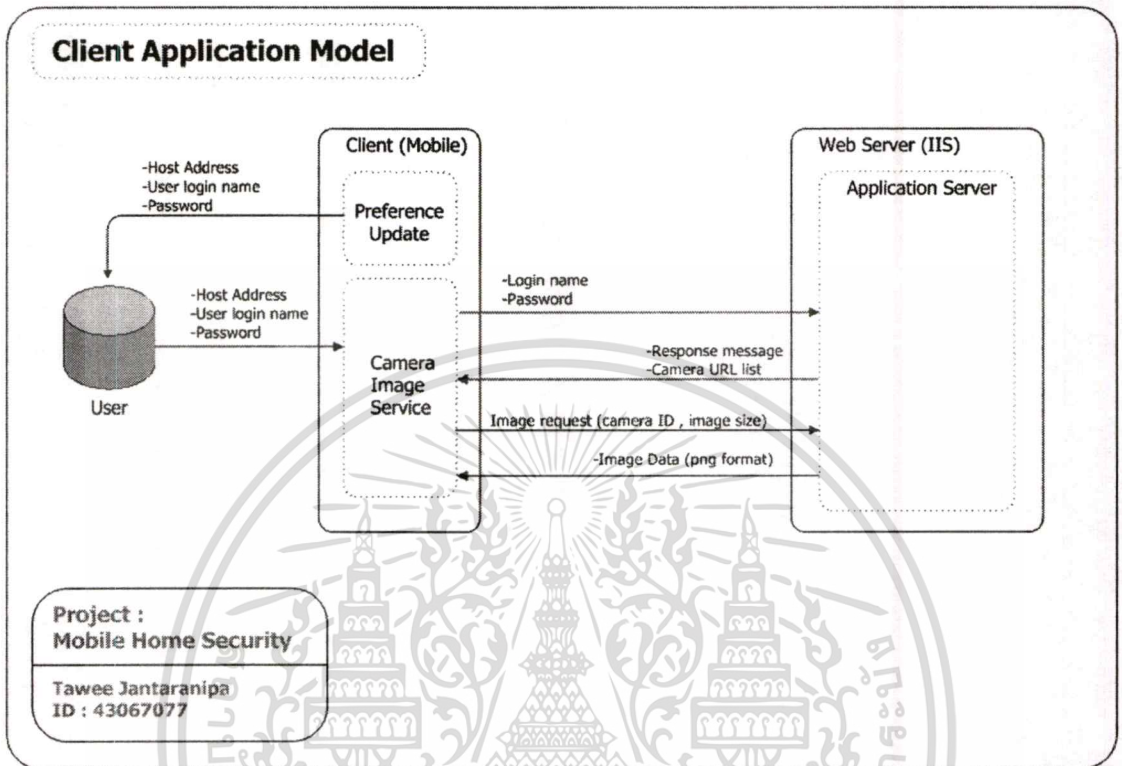 Client Application Model
Client (Mobile)
Web Server (IIS)
-Host Address
-User login name
-Password
Preference
Update
Application Server
-Host Address
-User login name
-Password
User
Camera
Image
Service
-Login name
-Password
-Response message
-Camera URL list
Image request (camera ID , image size)
-Image Data (png format)
Project :
Mobile Home Security
Tawee Jantaranipa
ID : 43067077